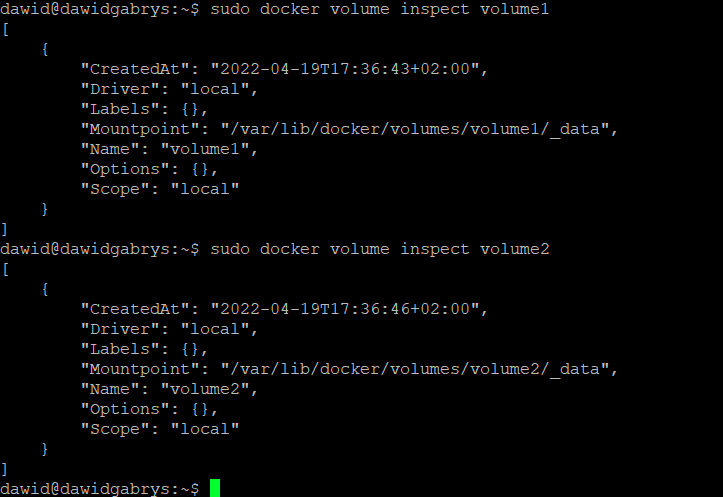 dawid@dawidgabrys:~$ sudo docker volume inspect volume1
[
    {
        "CreatedAt": "2022-04-19T17:36:43+02:00",
        "Driver": "local",
        "Labels": {},
        "Mountpoint": "/var/lib/docker/volumes/volume1/_data",
        "Name": "volume1",
        "Options": {},
        "Scope": "local"
    }
]
dawid@dawidgabrys:~$ sudo docker volume inspect volume2
[
    {
        "CreatedAt": "2022-04-19T17:36:46+02:00",
        "Driver": "local",
        "Labels": {},
        "Mountpoint": "/var/lib/docker/volumes/volume2/_data",
        "Name": "volume2",
        "Options": {},
        "Scope": "local"
    }
]
dawid@dawidgabrys:~$